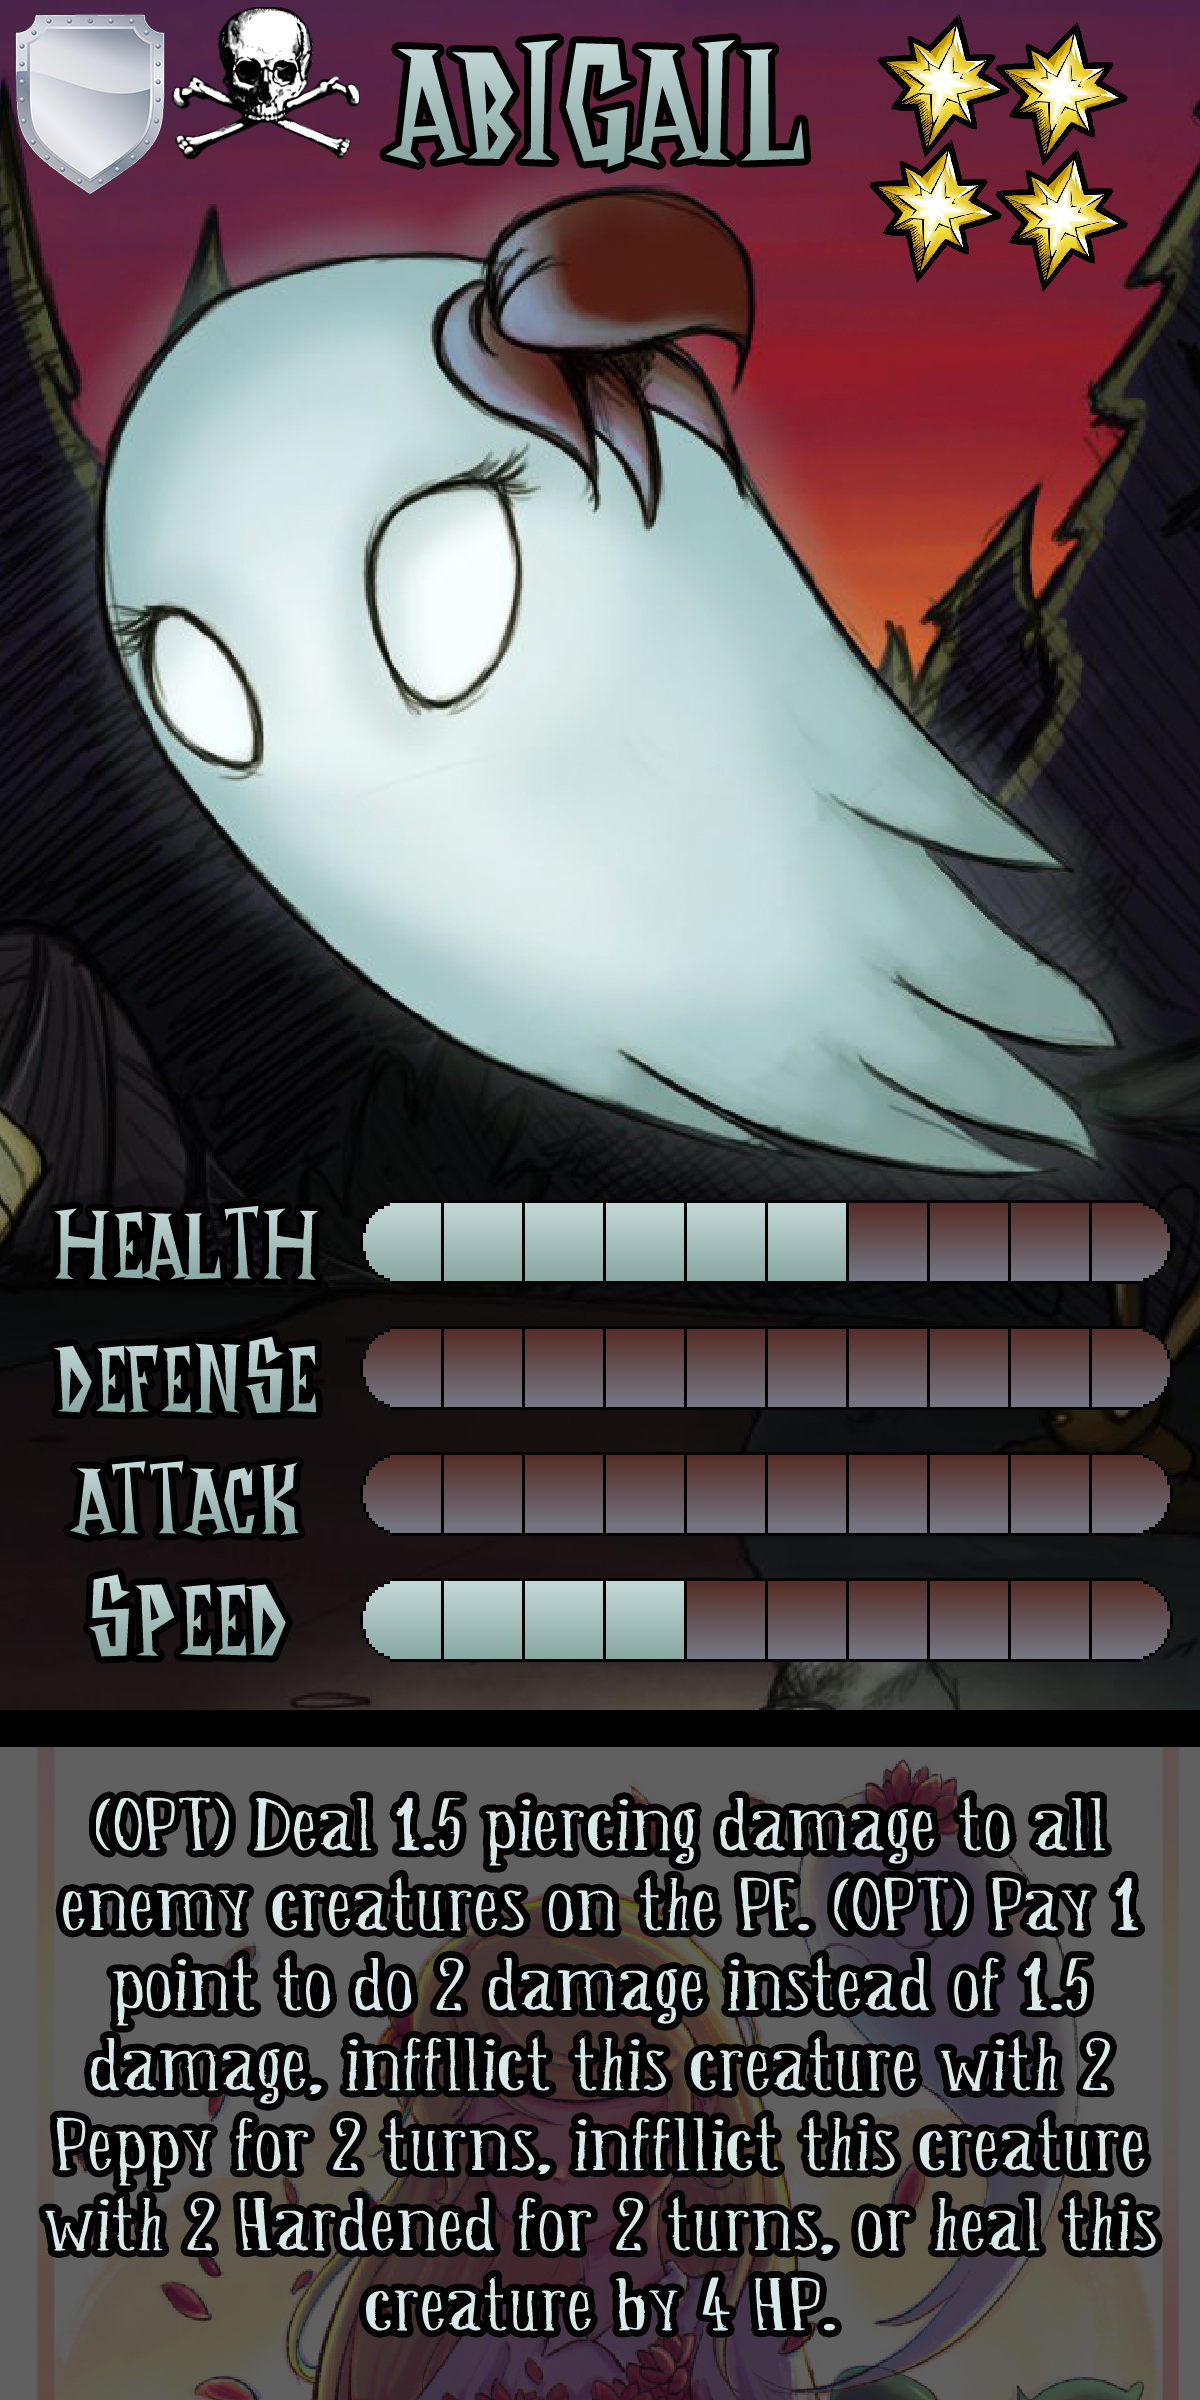 ABIGAIL
HEALTH
DEFENSE
ATTACK
SPEED
(OPT) Deal 1.5 piercing damage to all
enemy creatures on the PF. (OPT) Pay 1
point to do 2 damage instead of 1.5
damage, inffllict this creature with 2
Peppy for 2 turns, inffllict this creature
with 2 Hardened for 2 turns, or heal this
creature by 4 HP.